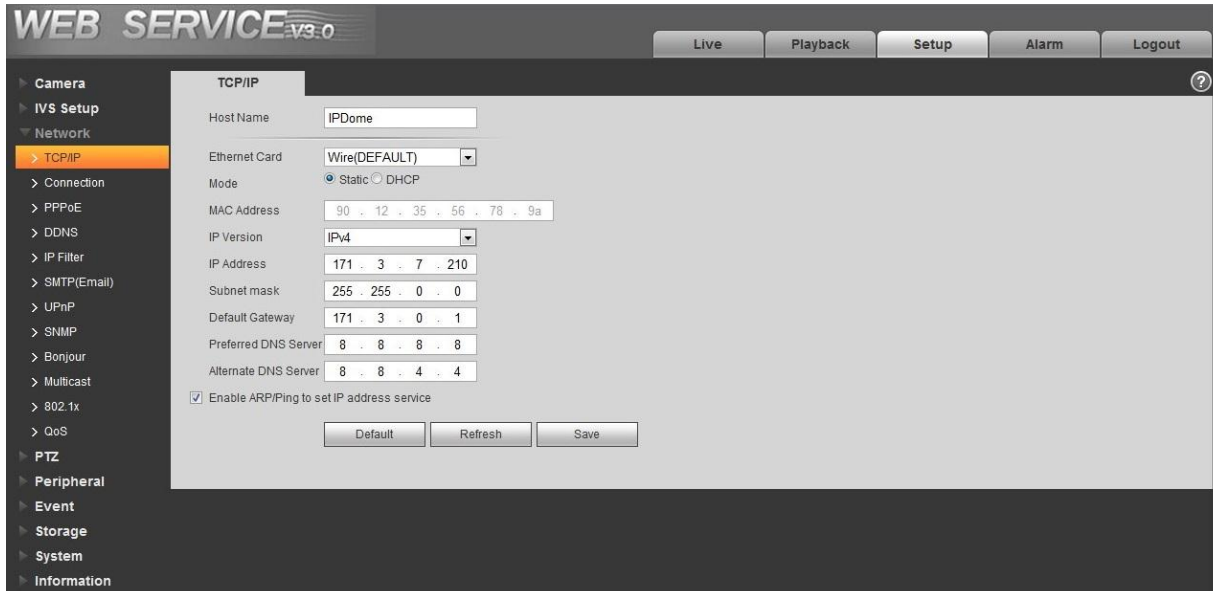 WEB SERVICE V3.0
Live
Playback
Setup
Alarm
Logout
Camera
IVS Setup
Network
> TCP/IP
> Connection
> PPPoE
> DDNS
> IP Filter
> SMTP(Email)
> UPnP
> SNMP
> Bonjour
> Multicast
> 802.1x
> QoS
PTZ
Peripheral
Event
Storage
System
Information
TCP/IP
?
Host Name IPDome
Ethernet Card Wire(DEFAULT)
Mode Static DHCP
MAC Address 90 . 12 . 35 . 56 . 78 . 9a
IP Version IPv4
IP Address 171 . 3 . 7 . 210
Subnet mask 255 . 255 . 0 . 0
Default Gateway 171 . 3 . 0 . 1
Preferred DNS Server 8 . 8 . 8 . 8
Alternate DNS Server 8 . 8 . 4 . 4
Enable ARP/Ping to set IP address service
Default Refresh Save